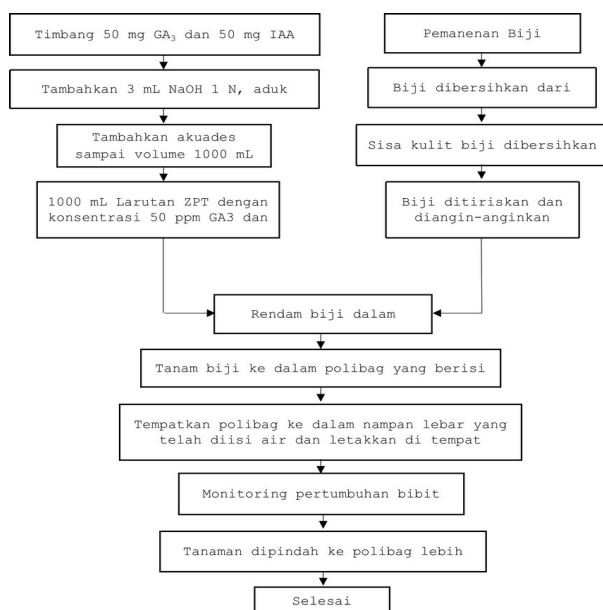 Timbang 50 mg GA₃ dan 50 mg IAA
Tambahkan 3 mL NaOH 1 N, aduk
Tambahkan akuades
sampai volume 1000 mL
1000 mL Larutan ZPT dengan
konsentrasi 50 ppm GA3 dan
Pemanenan Biji
Biji dibersihkan dari
Sisa kulit biji dibersihkan
Biji ditiriskan dan
diangin-anginkan
Rendam biji dalam
Tanam biji ke dalam polibag yang berisi
Tempatkan polibag ke dalam nampan lebar yang
telah diisi air dan letakkan di tempat
Monitoring pertumbuhan bibit
Tanaman dipindah ke polibag lebih
Selesai